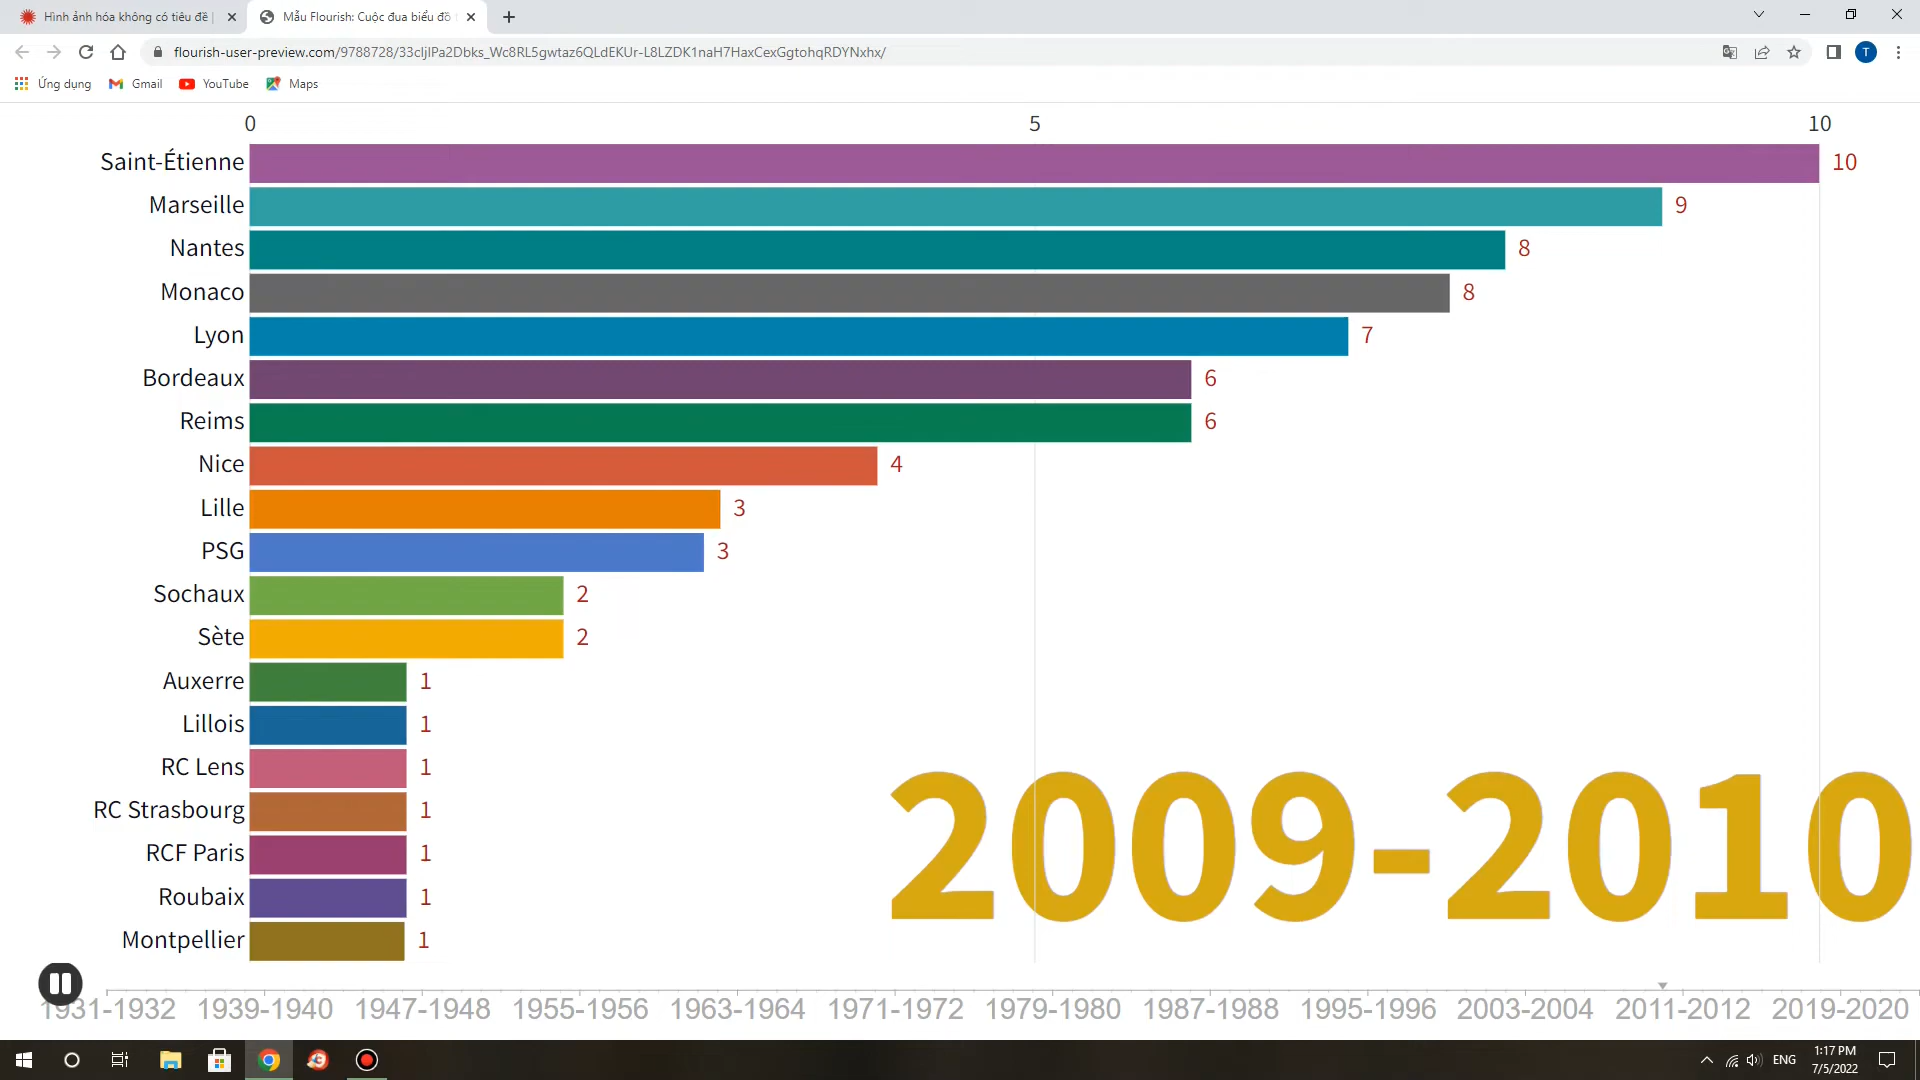 Hình ảnh hóa không có tiêu đề |
Mẫu Flourish: Cuộc đua biểu đồ
flourish-user-preview.com/9788728/33cljlPa2Dbks_Wc8RL5gwtaz6QLdEKUr-L8LZDK1naH7HaxCexGgtohqRDYNxhx/
T
Ứng dụng
Gmail
YouTube
Maps
0 5 10
Saint-Étienne 10
Marseille 9
Nantes 8
Monaco 8
Lyon 7
Bordeaux 6
Reims 6
Nice 4
Lille 3
PSG 3
Sochaux 2
Sète 2
Auxerre 1
Lillois 1
RC Lens 1
RC Strasbourg 1
RCF Paris 1
Roubaix 1
Montpellier 1
2009-2010
1931-1932 1939-1940 1947-1948 1955-1956 1963-1964 1971-1972 1979-1980 1987-1988 1995-1996 2003-2004 2011-2012 2019-2020
ENG
1:17 PM
7/5/2022